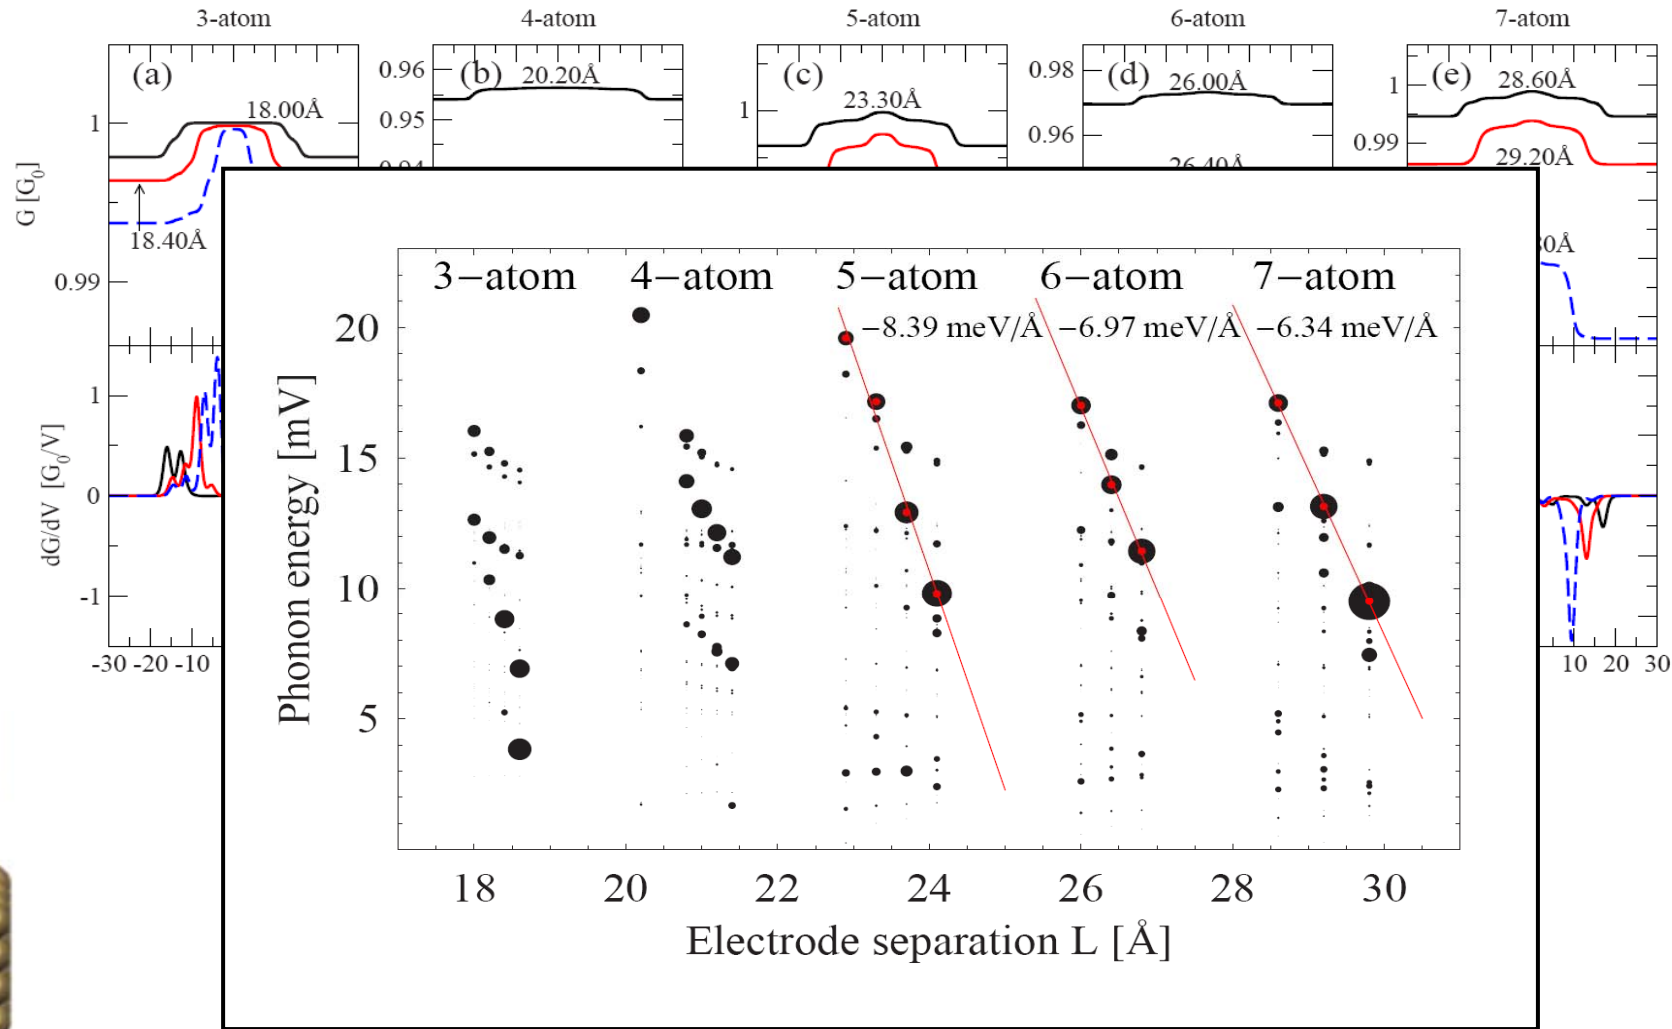 3-atom 4-atom 5-atom 6-atom 7-atom
(a) 18.00Å 18.40Å
1
0.99
G [G0]
(b) 20.20Å
0.96
0.95
(c) 23.30Å
1
(d) 26.00Å
0.98
0.96
(e) 28.60Å
29.20Å
1
0.99
dG/dV [G0/V]
1
0
-1
-30 -20 -10
10 20 30
3−atom 4−atom 5−atom 6−atom 7−atom
−8.39 meV/Å −6.97 meV/Å −6.34 meV/Å
Phonon energy [mV]
20
15
10
5
18 20 22 24 26 28 30
Electrode separation L [Å]